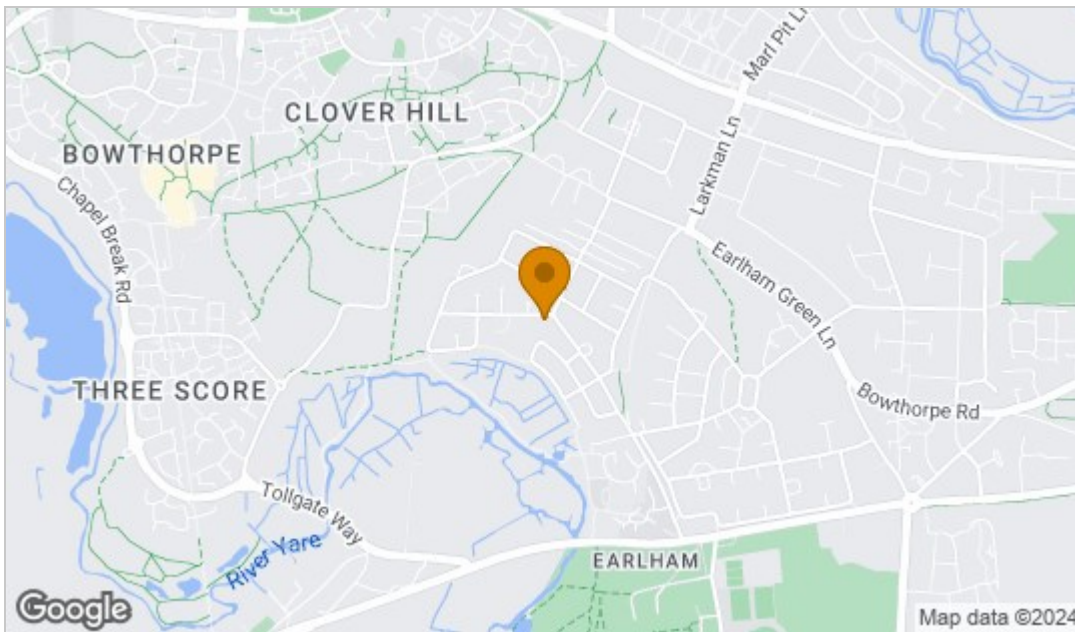 Marl Pit Ln
CLOVER HILL
BOWTHORPE
Larkman Ln
Chapel Break Rd
Earlham Green Ln
THREE SCORE
Bowthorpe Rd
Tollgate Way
River Yare
EARLHAM
Google
Map data ©2024